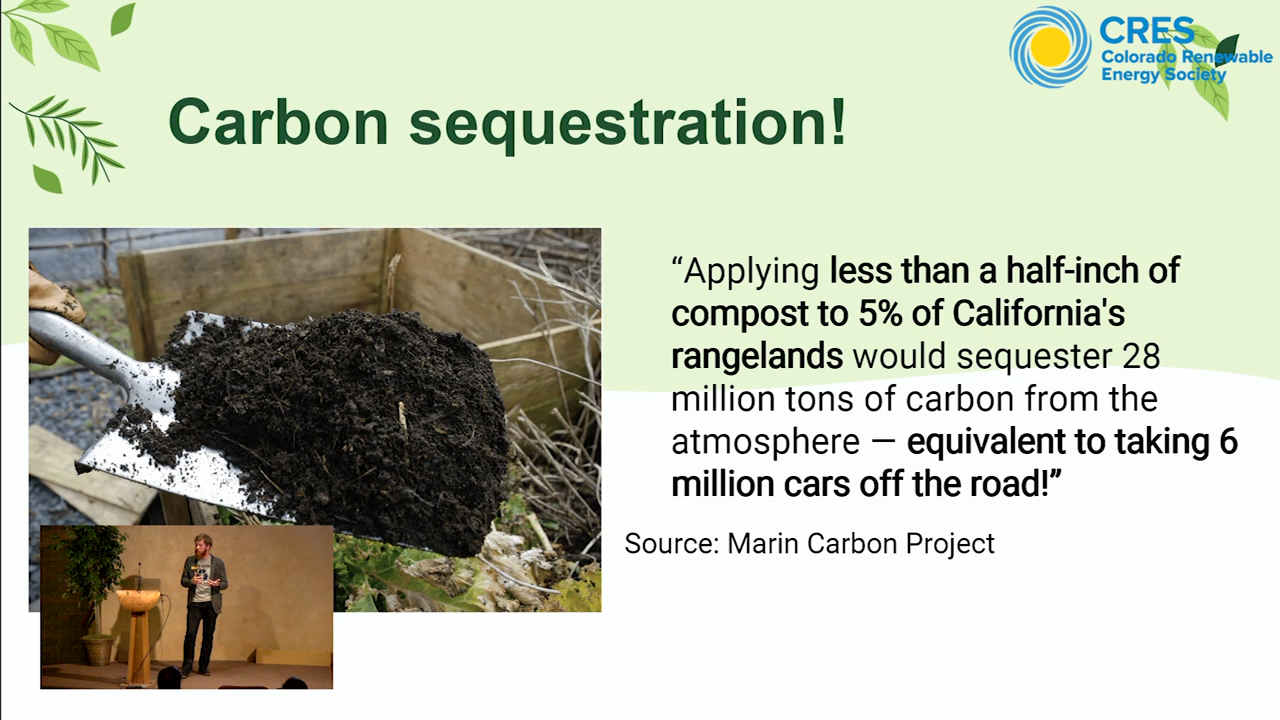 CRES
Colorado Renewable
Energy Society
Carbon sequestration!
“Applying less than a half-inch of
compost to 5% of California's
rangelands would sequester 28
million tons of carbon from the
atmosphere — equivalent to taking 6
million cars off the road!”
Source: Marin Carbon Project